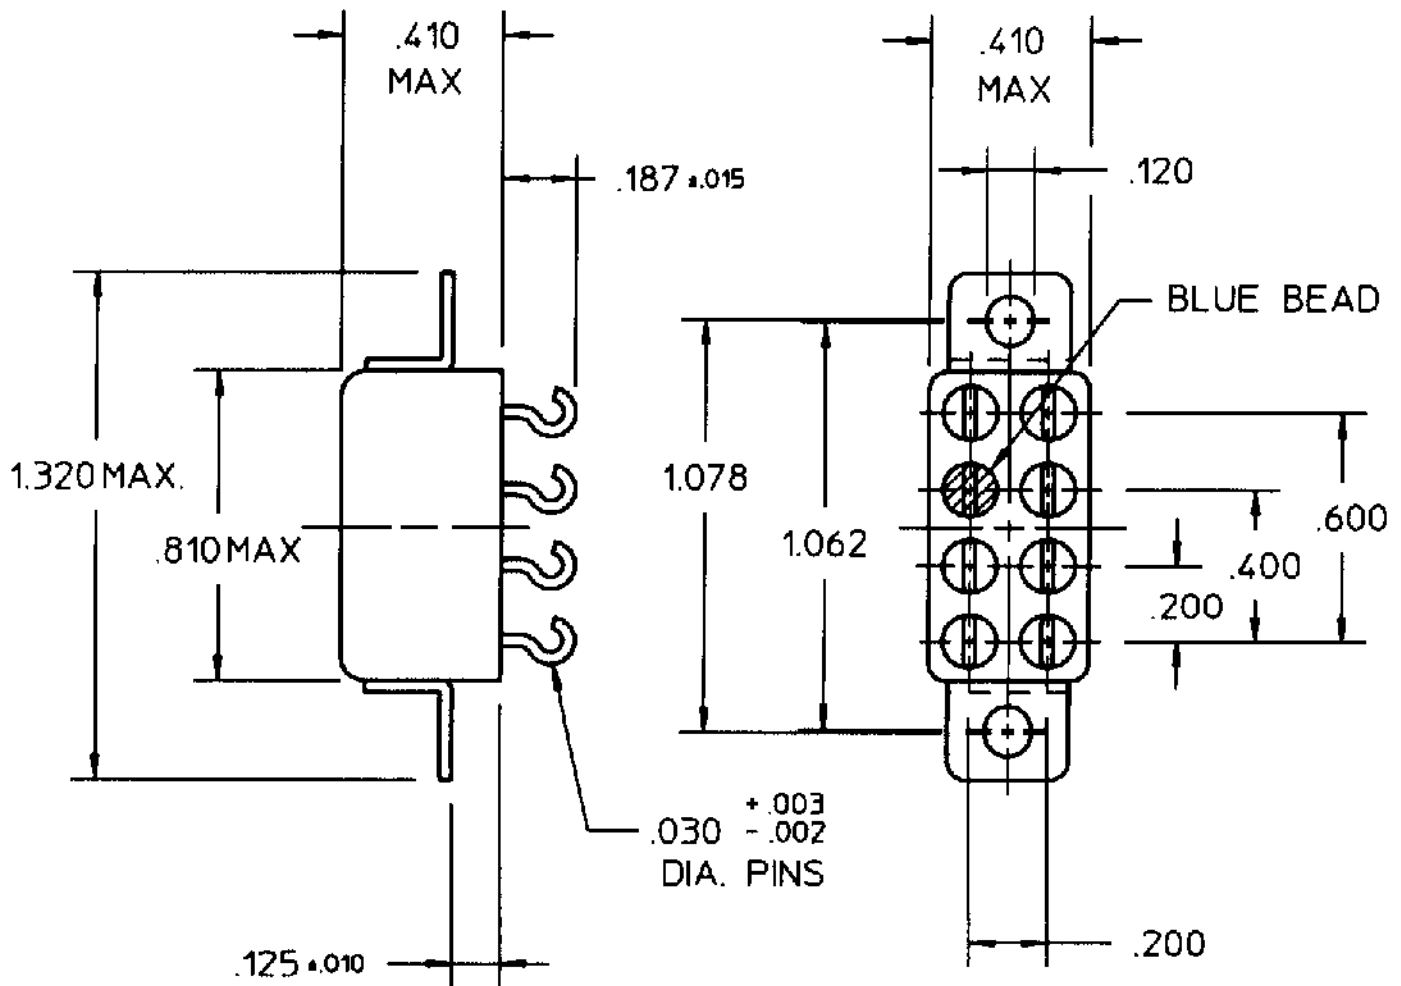 .410
MAX
.410
MAX
.187 ±.015
.120
BLUE BEAD
1.320 MAX.
.810 MAX
1.078
1.062
.600
.400
.200
.030 +.003 -.002
DIA. PINS
.125 ±.010
.200